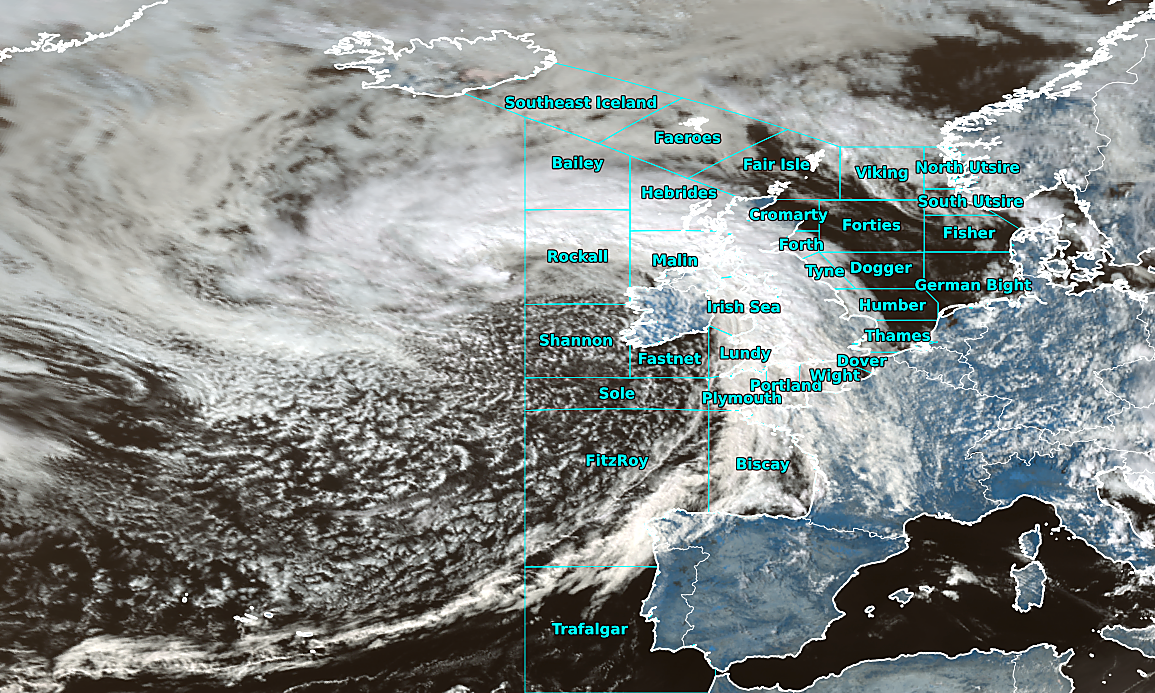 Southeast Iceland
Faeroes
Bailey
Fair Isle
Viking
North Utsire
Hebrides
South Utsire
Cromarty
Forties
Fisher
Forth
Rockall
Malin
Tyne
Dogger
German Bight
Irish Sea
Humber
Shannon
Thames
Fastnet
Lundy
Dover
Wight
Portland
Sole
Plymouth
FitzRoy
Biscay
Trafalgar